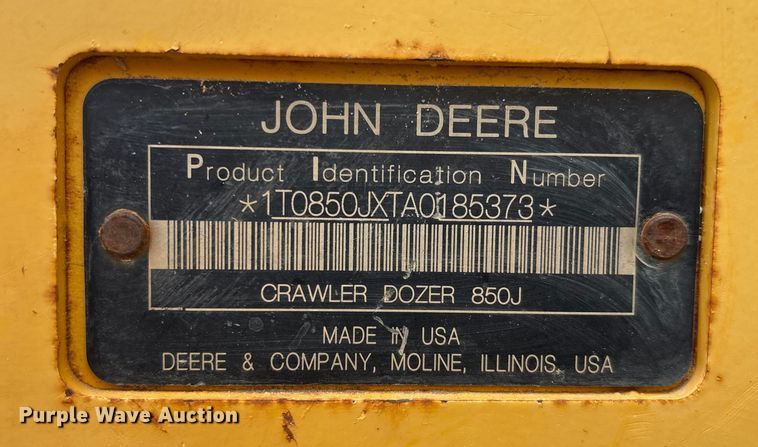 JOHN DEERE
Product Identification Number
*1T0850JXTA0185373*
CRAWLER DOZER 850J
MADE IN USA
DEERE & COMPANY, MOLINE, ILLINOIS, USA
Purple Wave Auction